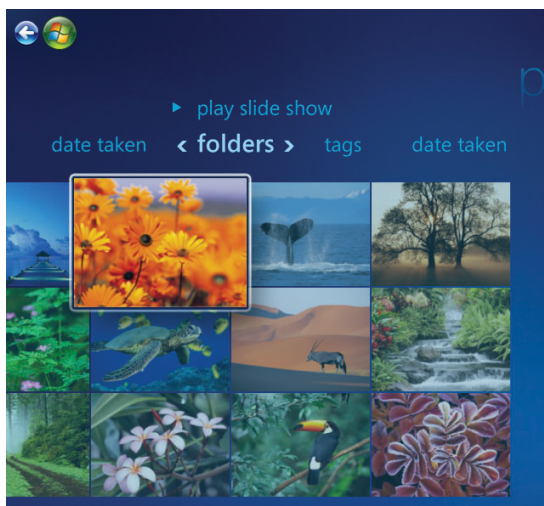 p
play slide show
date taken ‹ folders › tags date taken